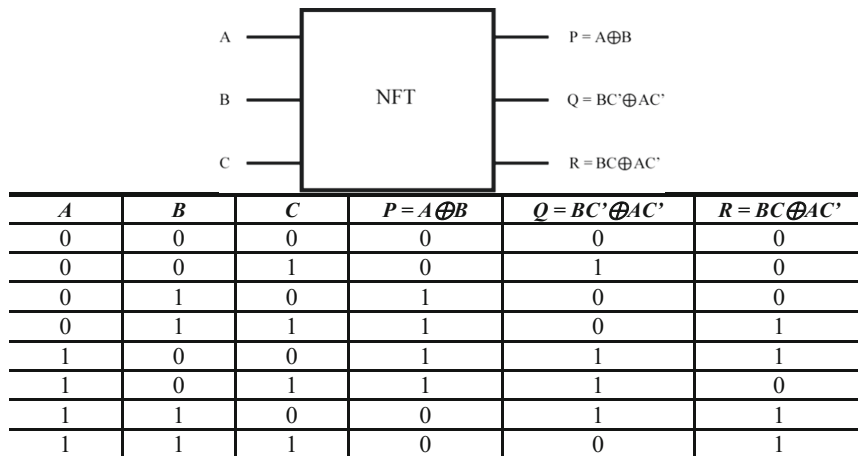 A P = A⊕B
B NFT Q = BC’⊕AC’
C R = BC⊕AC’
A B C P = A⊕B Q = BC’⊕AC’ R = BC⊕AC’
0 0 0 0 0 0
0 0 1 0 1 0
0 1 0 1 0 0
0 1 1 1 0 1
1 0 0 1 1 1
1 0 1 1 1 0
1 1 0 0 1 1
1 1 1 0 0 1